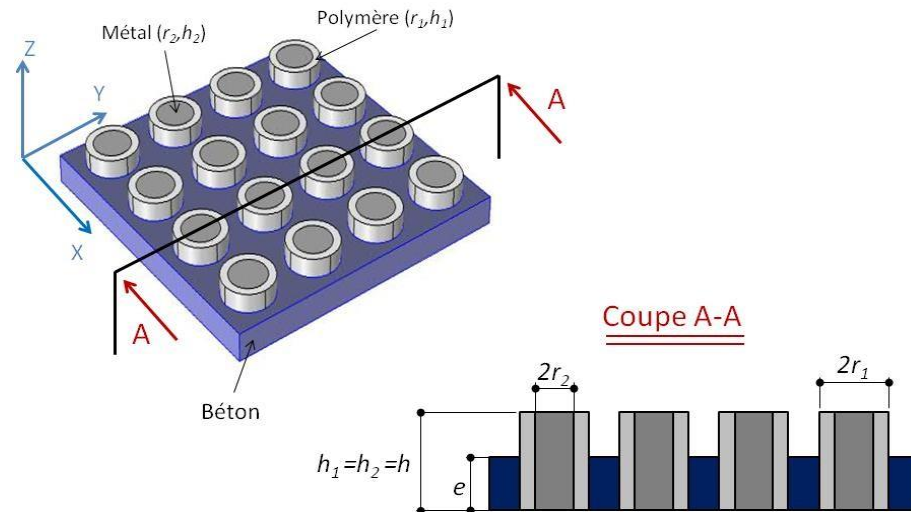 Polymère (r1,h1)
Métal (r2,h2)
Z
Y
X
A
A
Béton
Coupe A-A
2r2
2r1
h1=h2=h
e